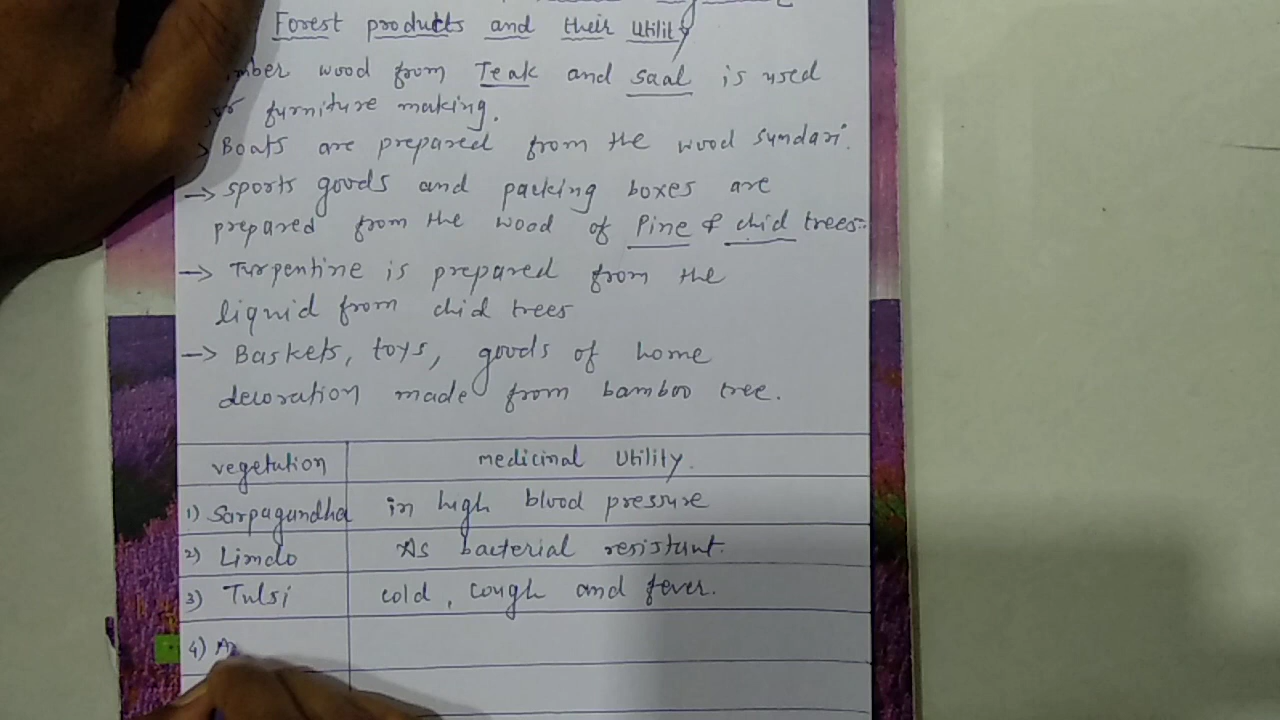 Forest products and their Utility
wood from Teak and Saal is used
furniture making.
Boats are prepared from the wood Sundari.
→ Sports goods and packing boxes are
prepared from the wood of Pine & chid trees.
→ Turpentine is prepared from the
liquid from chid trees
→ Baskets, toys, goods of home
decoration made from bamboo tree.
vegetation medicinal Utility.
1) Sarpagandha in high blood pressure
2) Limdo As bacterial resistant.
3) Tulsi cold, cough and fever.
4)